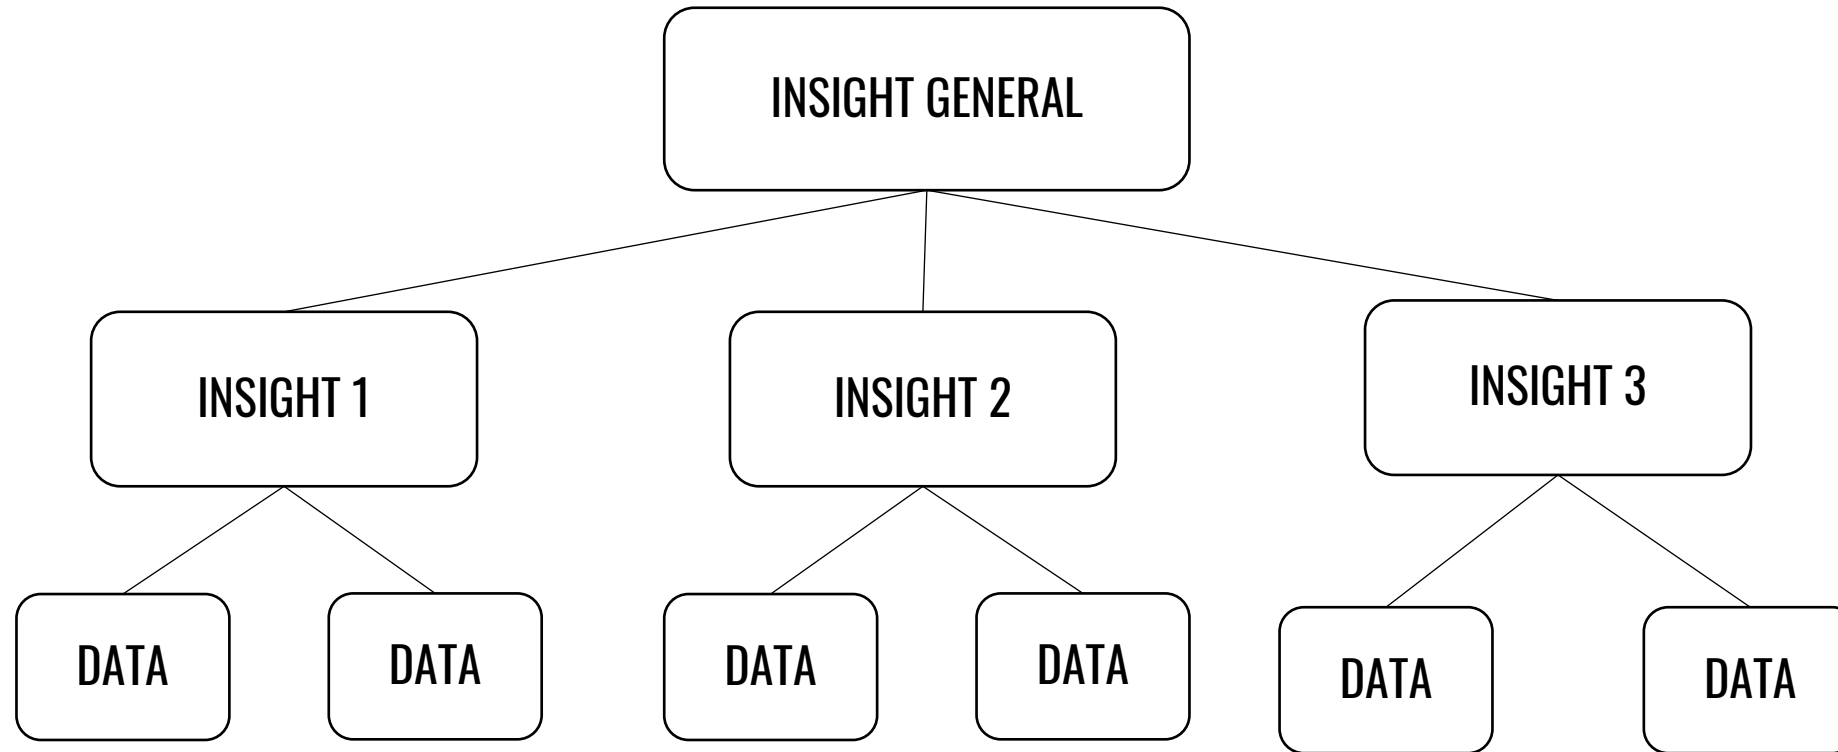 INSIGHT GENERAL
INSIGHT 1
INSIGHT 2
INSIGHT 3
DATA
DATA
DATA
DATA
DATA
DATA